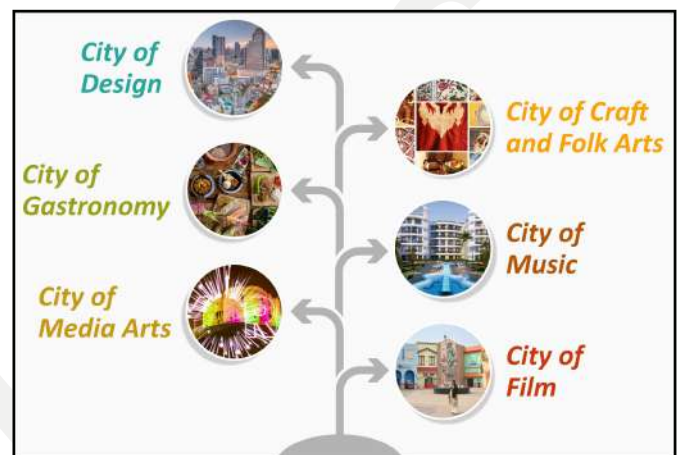 City of
Design
City of Craft
and Folk Arts
City of
Gastronomy
City of
Music
City of
Media Arts
City of
Film